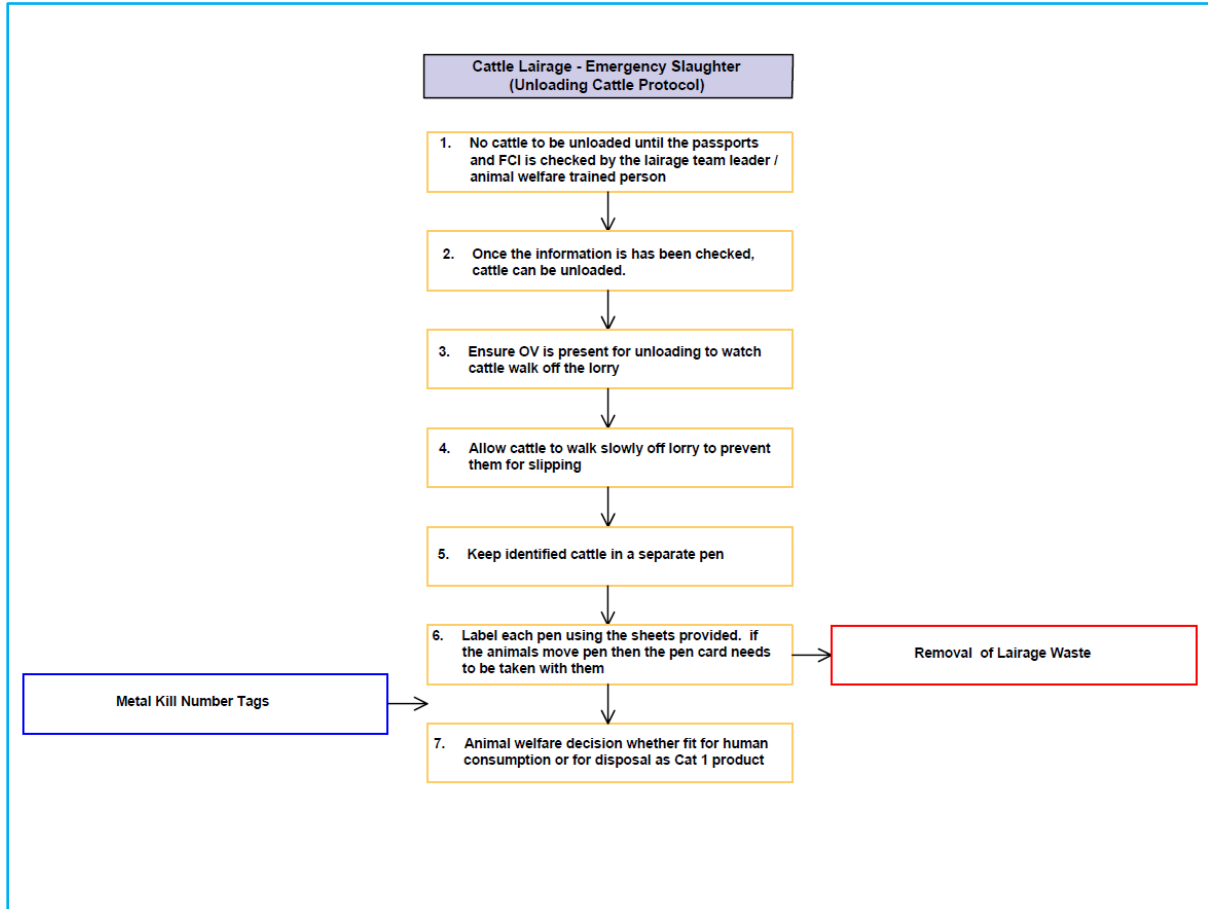 Cattle Lairage - Emergency Slaughter
(Unloading Cattle Protocol)
1. No cattle to be unloaded until the passports
and FCI is checked by the lairage team leader /
animal welfare trained person
2. Once the information is has been checked,
cattle can be unloaded.
3. Ensure OV is present for unloading to watch
cattle walk off the lorry
4. Allow cattle to walk slowly off lorry to prevent
them for slipping
5. Keep identified cattle in a separate pen
6. Label each pen using the sheets provided. if
the animals move pen then the pen card needs
to be taken with them
Removal of Lairage Waste
Metal Kill Number Tags
7. Animal welfare decision whether fit for human
consumption or for disposal as Cat 1 product